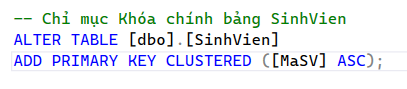 -- Chỉ mục Khóa chính bảng SinhVien
ALTER TABLE [dbo].[SinhVien]
ADD PRIMARY KEY CLUSTERED ([MaSV] ASC);